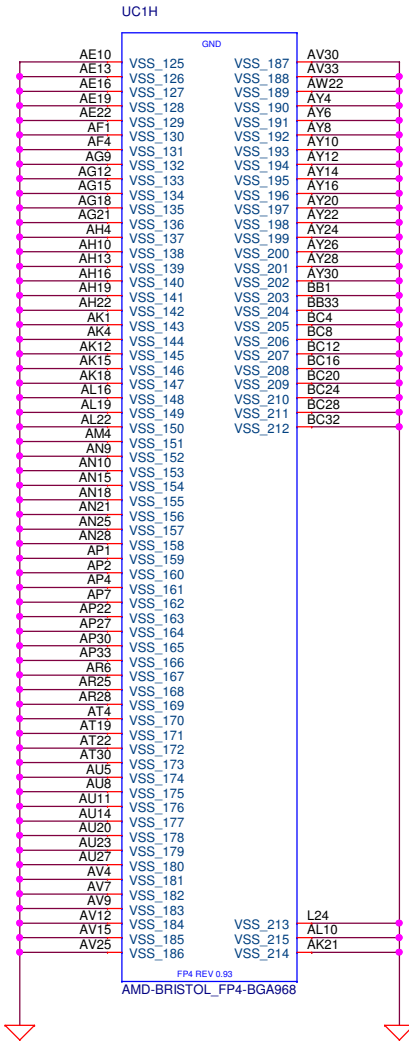 UC1H
GND
AE10 VSS_125 VSS_187 AV30
AE13 VSS_126 VSS_188 AV33
AE16 VSS_127 VSS_189 AW22
AE19 VSS_128 VSS_190 AY4
AE22 VSS_129 VSS_191 AY6
AF1 VSS_130 VSS_192 AY8
AF4 VSS_131 VSS_193 AY10
AG9 VSS_132 VSS_194 AY12
AG12 VSS_133 VSS_195 AY14
AG15 VSS_134 VSS_196 AY16
AG18 VSS_135 VSS_197 AY20
AG21 VSS_136 VSS_198 AY22
AH4 VSS_137 VSS_199 AY24
AH10 VSS_138 VSS_200 AY26
AH13 VSS_139 VSS_201 AY28
AH16 VSS_140 VSS_202 AY30
AH19 VSS_141 VSS_203 BB1
AH22 VSS_142 VSS_204 BB33
AK1 VSS_143 VSS_205 BC4
AK4 VSS_144 VSS_206 BC8
AK12 VSS_145 VSS_207 BC12
AK15 VSS_146 VSS_208 BC16
AK18 VSS_147 VSS_209 BC20
AL16 VSS_148 VSS_210 BC24
AL19 VSS_149 VSS_211 BC28
AL22 VSS_150 VSS_212 BC32
AM4 VSS_151
AN9 VSS_152
AN10 VSS_153
AN15 VSS_154
AN18 VSS_155
AN21 VSS_156
AN25 VSS_157
AN28 VSS_158
AP1 VSS_159
AP2 VSS_160
AP4 VSS_161
AP7 VSS_162
AP22 VSS_163
AP27 VSS_164
AP30 VSS_165
AP33 VSS_166
AR6 VSS_167
AR25 VSS_168
AR28 VSS_169
AT4 VSS_170
AT19 VSS_171
AT22 VSS_172
AT30 VSS_173
AU5 VSS_174
AU8 VSS_175
AU11 VSS_176
AU14 VSS_177
AU20 VSS_178
AU23 VSS_179
AU27 VSS_180
AV4 VSS_181
AV7 VSS_182
AV9 VSS_183
AV12 VSS_184 VSS_213 L24
AV15 VSS_185 VSS_215 AL10
AV25 VSS_186 VSS_214 AK21
FP4 REV 0.93
AMD-BRISTOL_FP4-BGA968